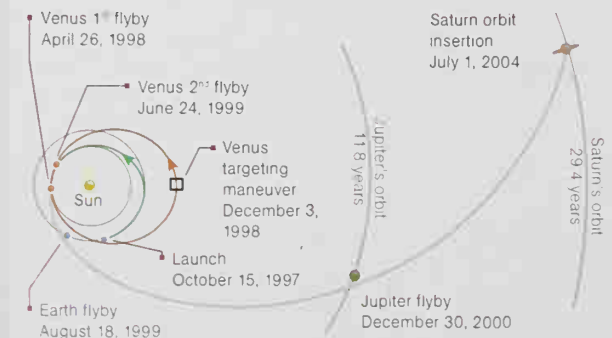 Venus 1st flyby
April 26, 1998
Venus 2nd flyby
June 24, 1999
Venus
targeting
maneuver
December 3,
1998
Sun
Launch
October 15, 1997
Earth flyby
August 18, 1999
Saturn orbit
insertion
July 1, 2004
Jupiter's orbit
11.8 years
Saturn's orbit
29.4 years
Jupiter flyby
December 30, 2000